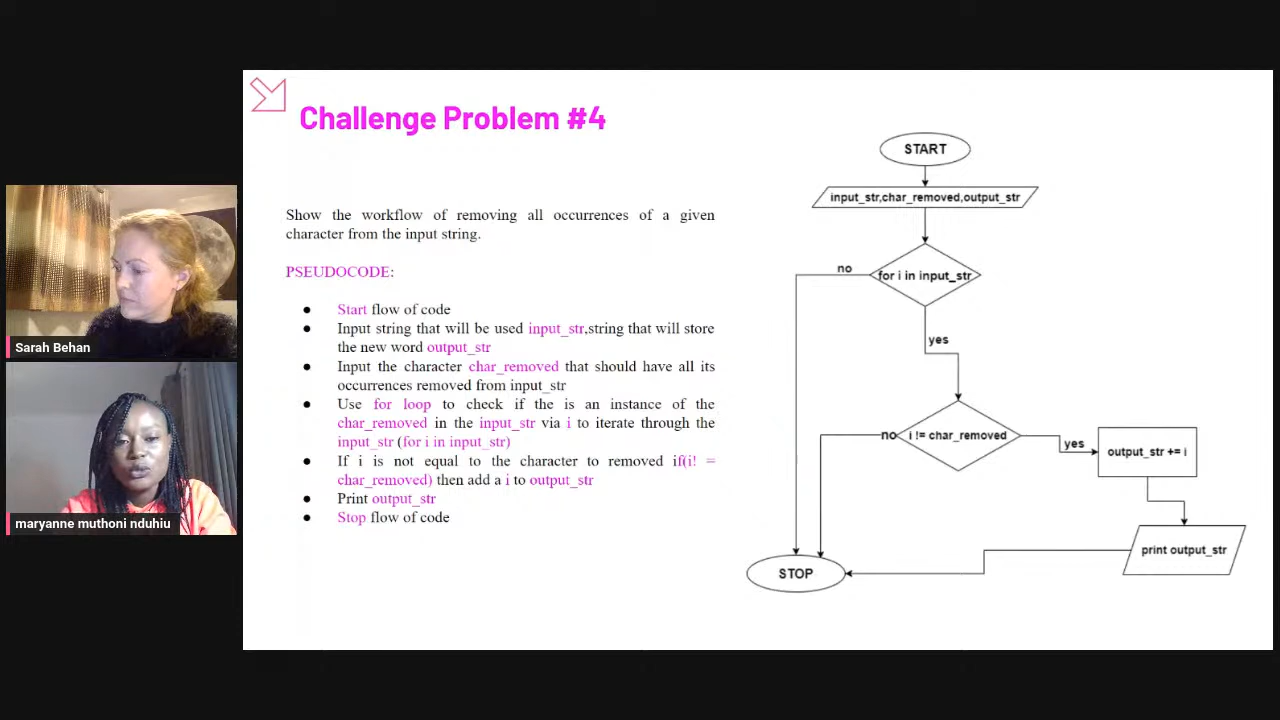 Challenge Problem #4
Show the workflow of removing all occurrences of a given
character from the input string.
PSEUDOCODE:
● Start flow of code
● Input string that will be used input_str,string that will store
the new word output_str
● Input the character char_removed that should have all its
occurrences removed from input_str
● Use for loop to check if the is an instance of the
char_removed in the input_str via i to iterate through the
input_str (for i in input_str)
● If i is not equal to the character to removed if(i! =
char_removed) then add a i to output_str
● Print output_str
● Stop flow of code
START
input_str,char_removed,output_str
for i in input_str
no
yes
i != char_removed
no
yes
output_str += i
print output_str
STOP
Sarah Behan
maryanne muthoni nduhiu